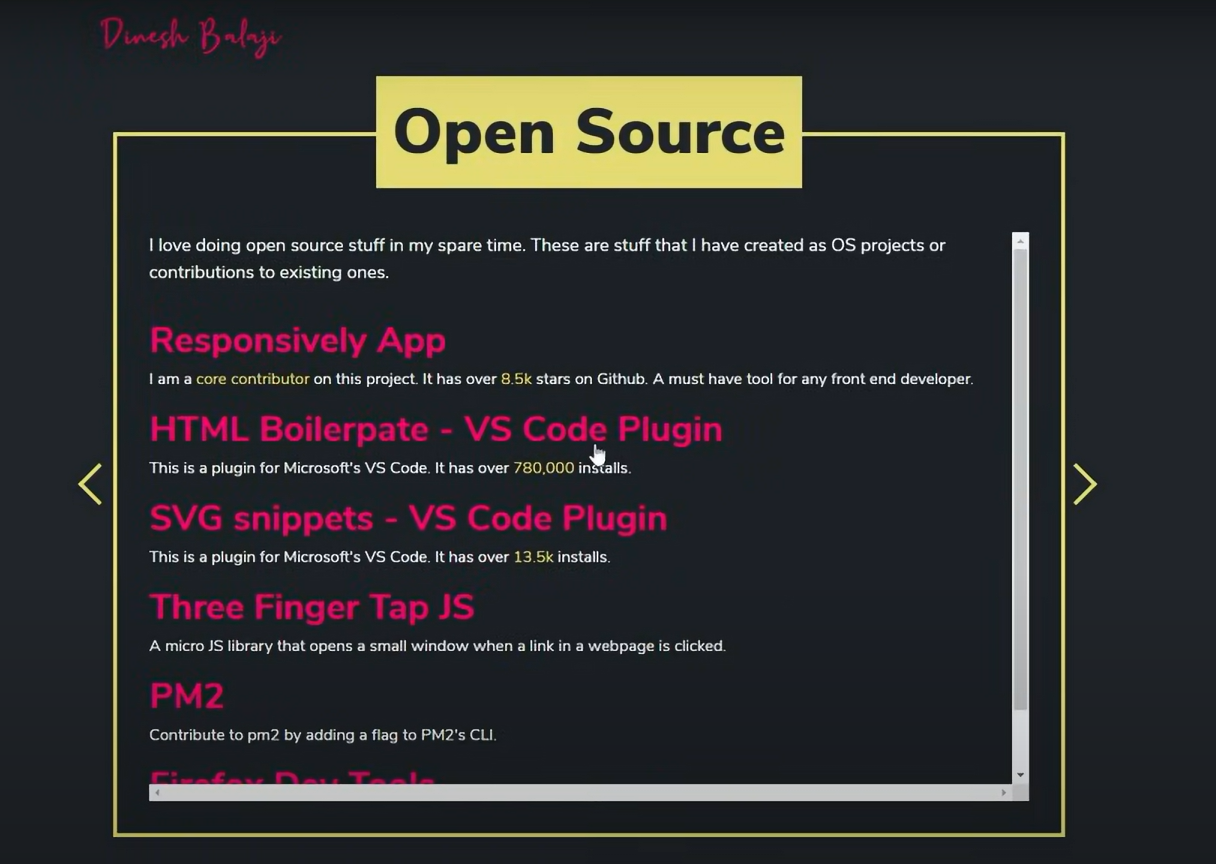 Dinesh Balaji
Open Source
I love doing open source stuff in my spare time. These are stuff that I have created as OS projects or
contributions to existing ones.
Responsively App
I am a core contributor on this project. It has over 8.5k stars on Github. A must have tool for any front end developer.
HTML Boilerpate - VS Code Plugin
This is a plugin for Microsoft's VS Code. It has over 780,000 installs.
SVG snippets - VS Code Plugin
This is a plugin for Microsoft's VS Code. It has over 13.5k installs.
Three Finger Tap JS
A micro JS library that opens a small window when a link in a webpage is clicked.
PM2
Contribute to pm2 by adding a flag to PM2's CLI.
Firefox Dev Tools